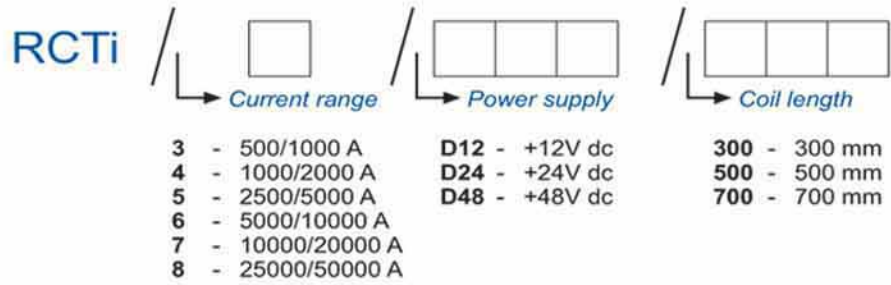 RCTi / /
Current range Power supply Coil length
3 - 500/1000 A D12 - +12V dc 300 - 300 mm
4 - 1000/2000 A D24 - +24V dc 500 - 500 mm
5 - 2500/5000 A D48 - +48V dc 700 - 700 mm
6 - 5000/10000 A
7 - 10000/20000 A
8 - 25000/50000 A